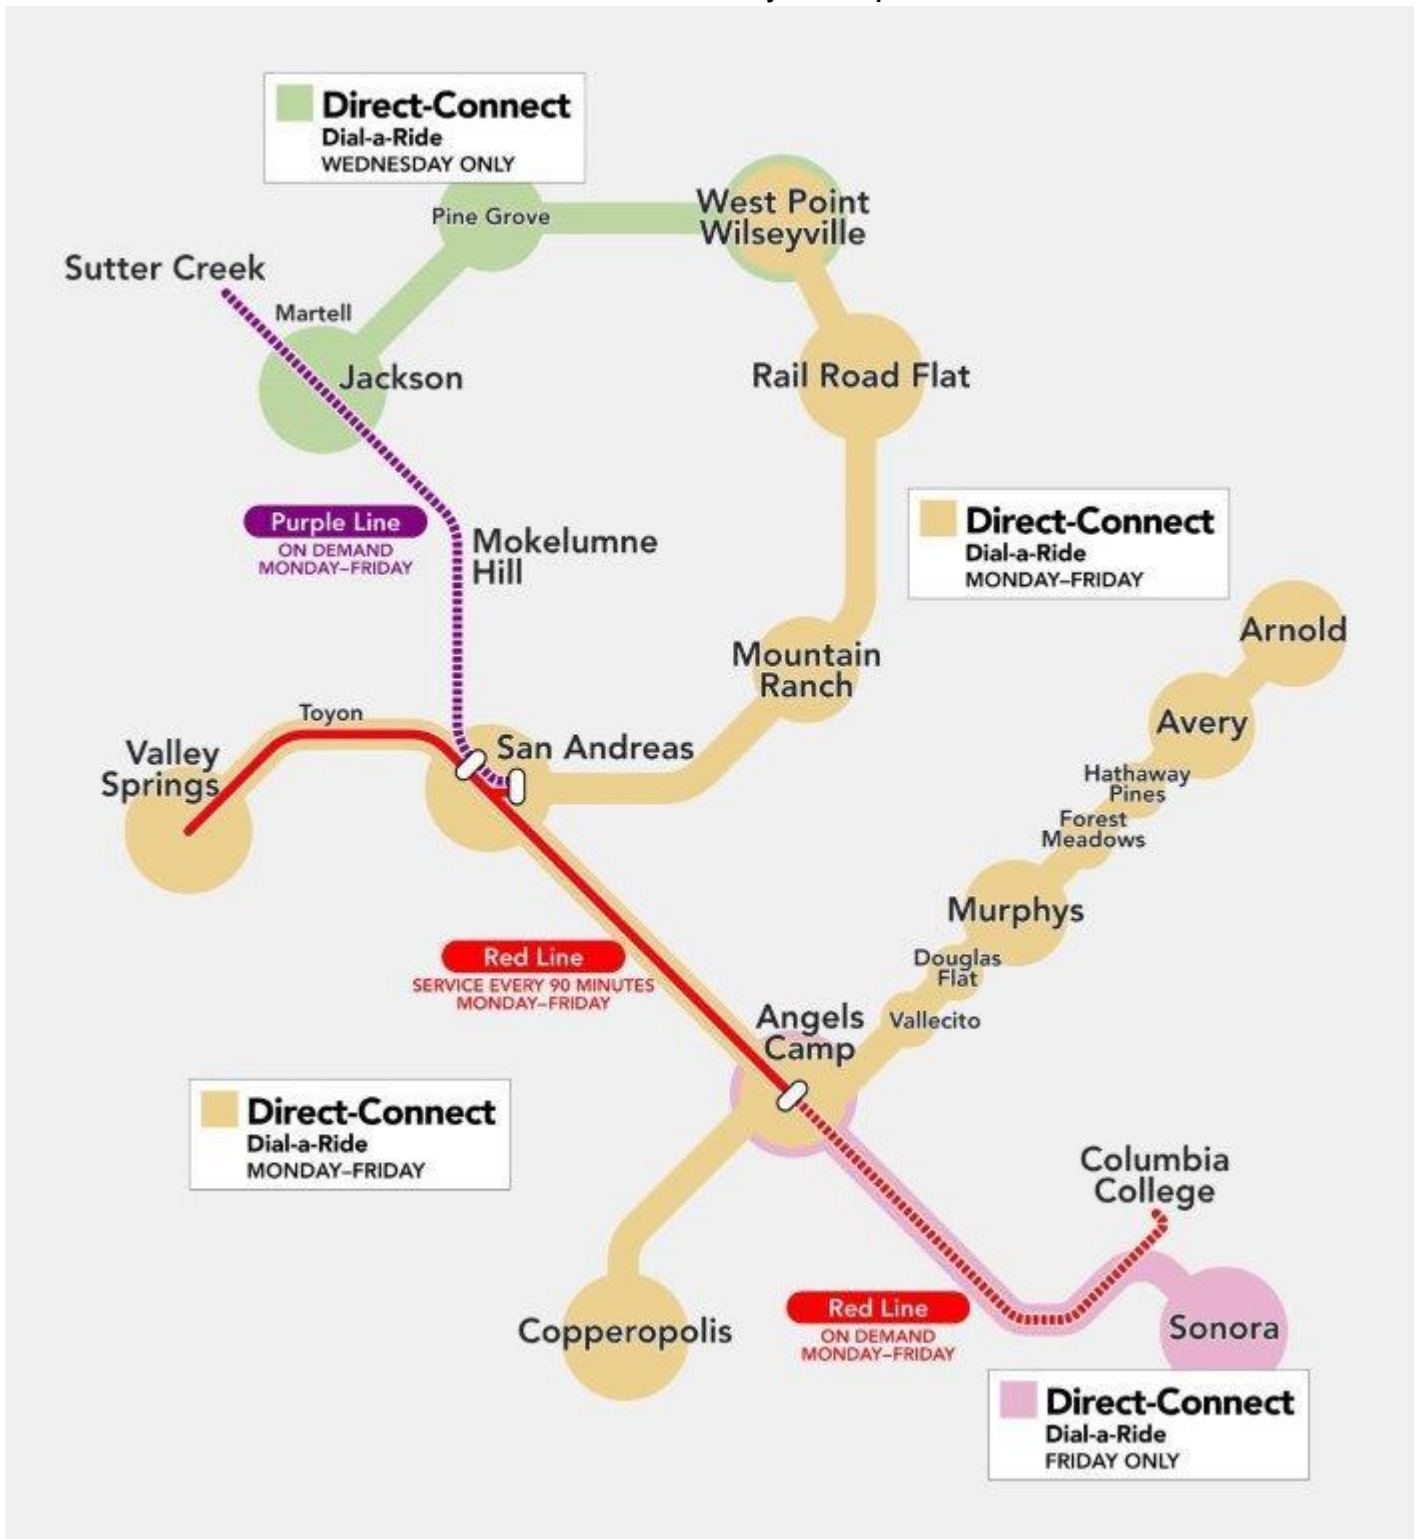 Direct-Connect
Dial-a-Ride
WEDNESDAY ONLY
Pine Grove
West Point
Wilseyville
Sutter Creek
Martell
Jackson
Rail Road Flat
Purple Line
ON DEMAND
MONDAY–FRIDAY
Mokelumne
Hill
Direct-Connect
Dial-a-Ride
MONDAY–FRIDAY
Arnold
Mountain
Ranch
Avery
Toyon
San Andreas
Valley
Springs
Hathaway
Pines
Forest
Meadows
Murphys
Douglas
Flat
Red Line
SERVICE EVERY 90 MINUTES
MONDAY–FRIDAY
Angels
Camp
Vallecito
Direct-Connect
Dial-a-Ride
MONDAY–FRIDAY
Columbia
College
Copperopolis
Red Line
ON DEMAND
MONDAY–FRIDAY
Sonora
Direct-Connect
Dial-a-Ride
FRIDAY ONLY